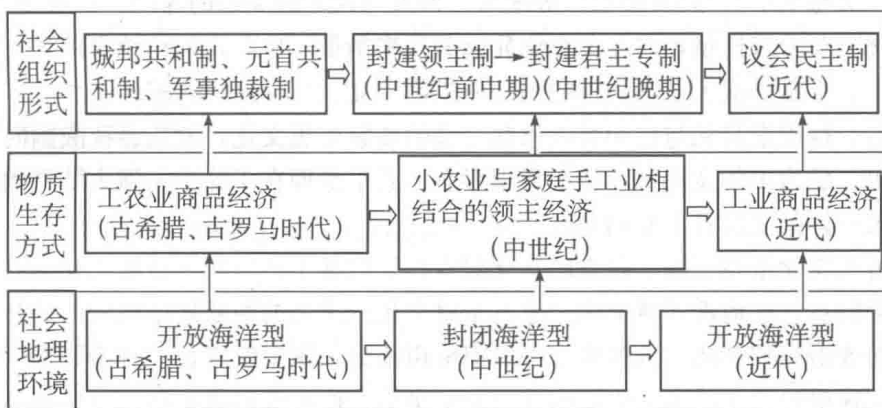 社会
组织
形式
城邦共和制、元首共
和制、军事独裁制
封建领主制→封建君主专制
(中世纪前中期)(中世纪晚期)
议会民主制
(近代)
物质
生存
方式
工农业商品经济
(古希腊、古罗马时代)
小农业与家庭手工业相
结合的领主经济
(中世纪)
工业商品经济
(近代)
社会
地理
环境
开放海洋型
(古希腊、古罗马时代)
封闭海洋型
(中世纪)
开放海洋型
(近代)